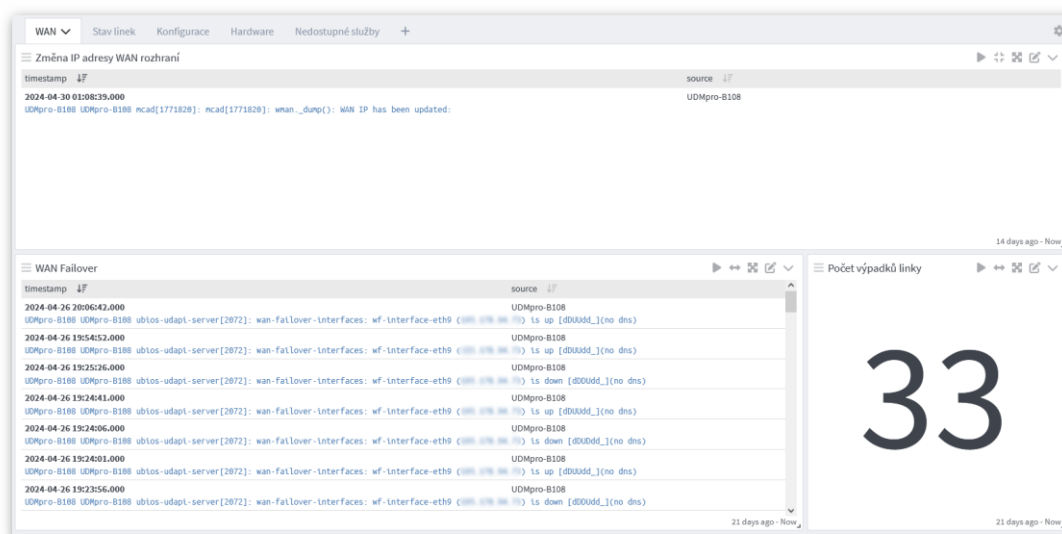 WAN Stav línek Konfigurace Hardware Nedostupné služby +
Změna IP adresy WAN rozhraní
timestamp source
2024-04-30 01:08:39.000 UDMpro-B108
UDMpro-B108 UDMpro-B108 mcad[1771820]: mcad[1771820]: wman._dump(): WAN IP has been updated:
14 days ago - Now
WAN Failover
timestamp source
2024-04-26 20:06:42.000 UDMpro-B108
UDMpro-B108 UDMpro-B108 ubios-udapi-server[2072]: wan-failover-interfaces: wf-interface-eth9 ( ) is up [dDUUdd_](no dns)
2024-04-26 19:54:52.000 UDMpro-B108
UDMpro-B108 UDMpro-B108 ubios-udapi-server[2072]: wan-failover-interfaces: wf-interface-eth9 ( ) is up [dDUUdd_](no dns)
2024-04-26 19:25:26.000 UDMpro-B108
UDMpro-B108 UDMpro-B108 ubios-udapi-server[2072]: wan-failover-interfaces: wf-interface-eth9 ( ) is down [dDDUdd_](no dns)
2024-04-26 19:24:41.000 UDMpro-B108
UDMpro-B108 UDMpro-B108 ubios-udapi-server[2072]: wan-failover-interfaces: wf-interface-eth9 ( ) is up [dDUUdd_](no dns)
2024-04-26 19:24:06.000 UDMpro-B108
UDMpro-B108 UDMpro-B108 ubios-udapi-server[2072]: wan-failover-interfaces: wf-interface-eth9 ( ) is down [dDDUdd_](no dns)
2024-04-26 19:24:01.000 UDMpro-B108
UDMpro-B108 UDMpro-B108 ubios-udapi-server[2072]: wan-failover-interfaces: wf-interface-eth9 ( ) is up [dDUUdd_](no dns)
2024-04-26 19:23:56.000 UDMpro-B108
UDMpro-B108 UDMpro-B108 ubios-udapi-server[2072]: wan-failover-interfaces: wf-interface-eth9 ( ) is down [dDDUdd_](no dns)
21 days ago - Now
Počet výpadků linky
33
21 days ago - Now